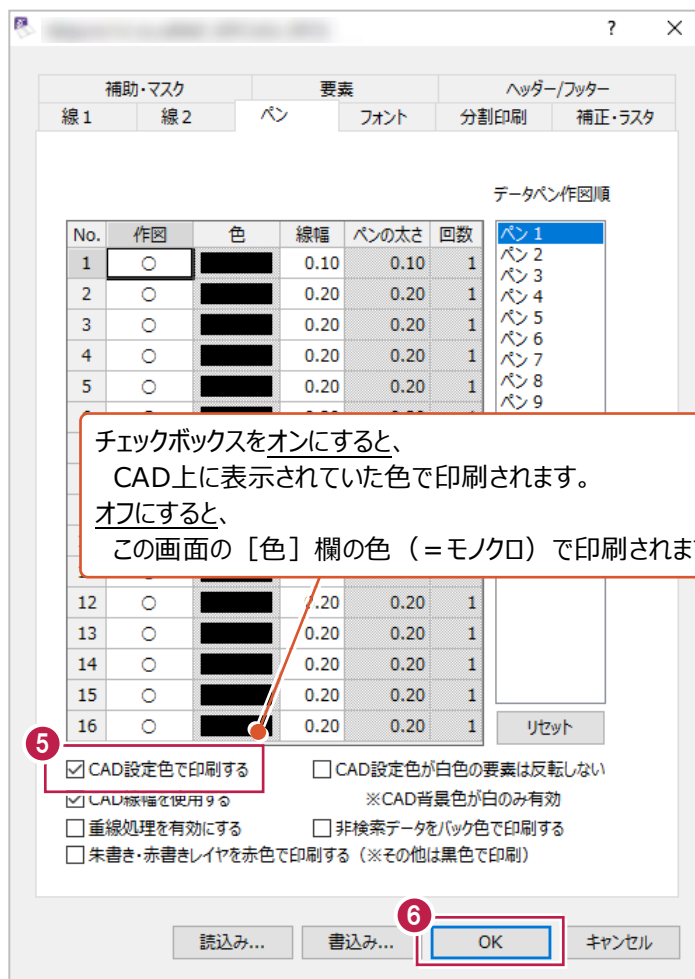 ? ×
補助・マスク 要素 ヘッダー/フッター
線1 線2 ペン フォント 分割印刷 補正・ラスタ
データペン作図順
No. 作図 色 線幅 ペンの太さ 回数
1 ○ 0.10 0.10 1
2 ○ 0.20 0.20 1
3 ○ 0.20 0.20 1
4 ○ 0.20 0.20 1
5 ○ 0.20 0.20 1
ペン 1
ペン 2
ペン 3
ペン 4
ペン 5
ペン 6
ペン 7
ペン 8
ペン 9
チェックボックスをオンにすると、
CAD上に表示されていた色で印刷されます。
オフにすると、
この画面の［色］欄の色（＝モノクロ）で印刷されます
12 ○ 0.20 0.20 1
13 ○ 0.20 0.20 1
14 ○ 0.20 0.20 1
15 ○ 0.20 0.20 1
16 ○ 0.20 0.20 1
リセット
5
CAD設定色で印刷する CAD設定色が白色の要素は反転しない
CAD線幅を使用する ※CAD背景色が白のみ有効
重線処理を有効にする 非検索データをバック色で印刷する
朱書き・赤書きレイヤを赤色で印刷する（※その他は黒色で印刷）
6
読込み... 書込み... OK キャンセル